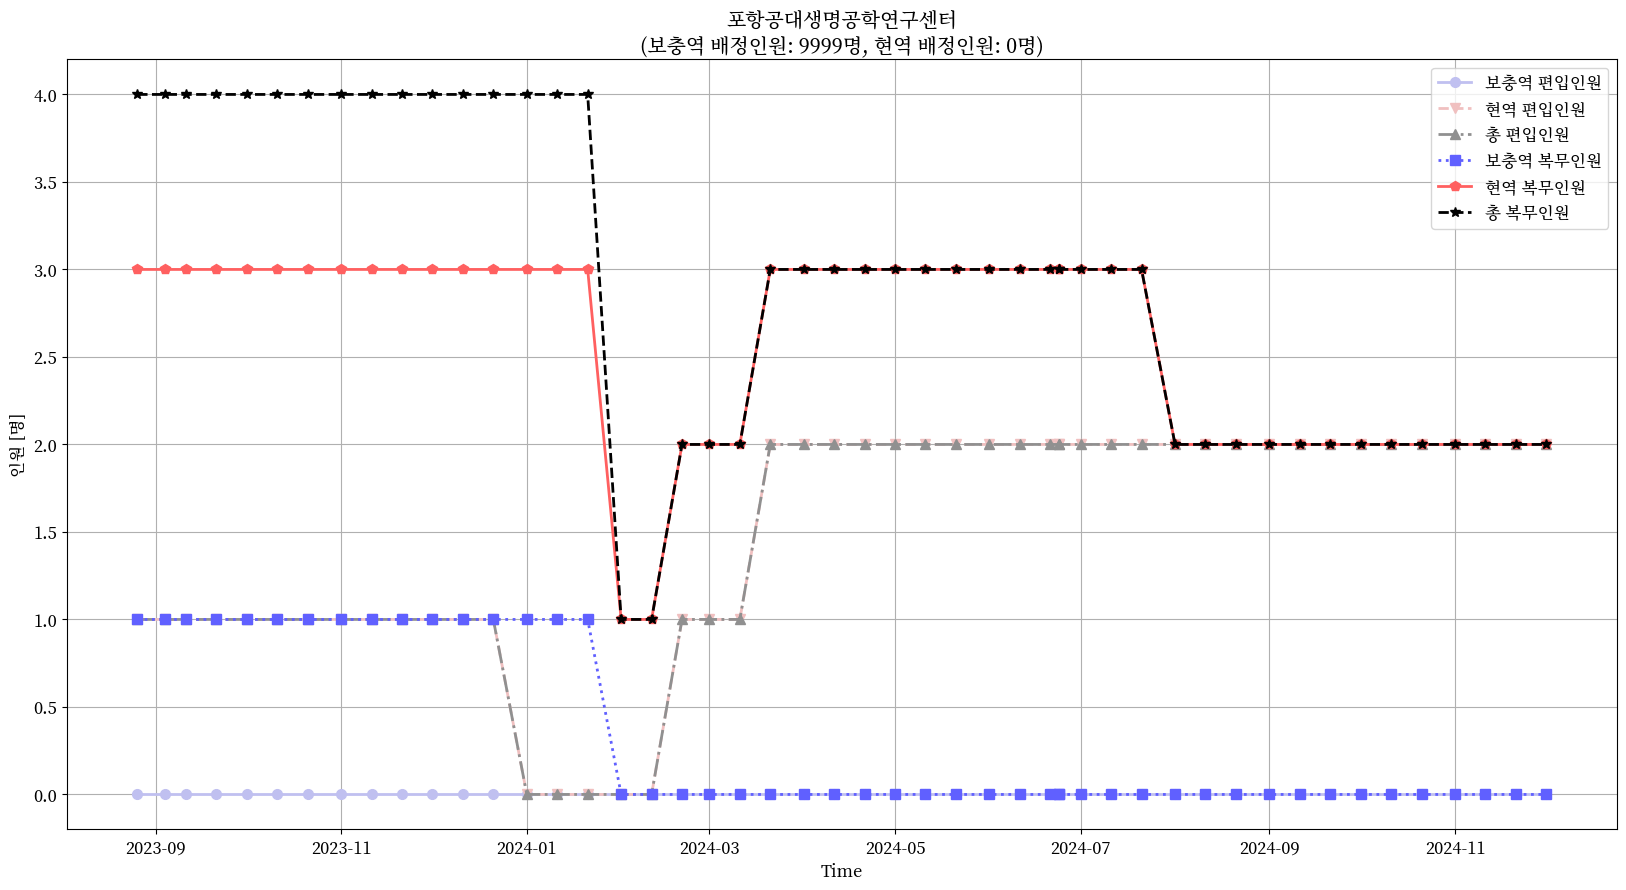 포항공대생명공학연구센터
(보충역 배정인원: 9999명, 현역 배정인원: 0명)
보충역 편입인원
현역 편입인원
총 편입인원
보충역 복무인원
현역 복무인원
총 복무인원
4.0
3.5
3.0
2.5
2.0
1.5
1.0
0.5
0.0
인원 [명]
2023-09 2023-11 2024-01 2024-03 2024-05 2024-07 2024-09 2024-11
Time